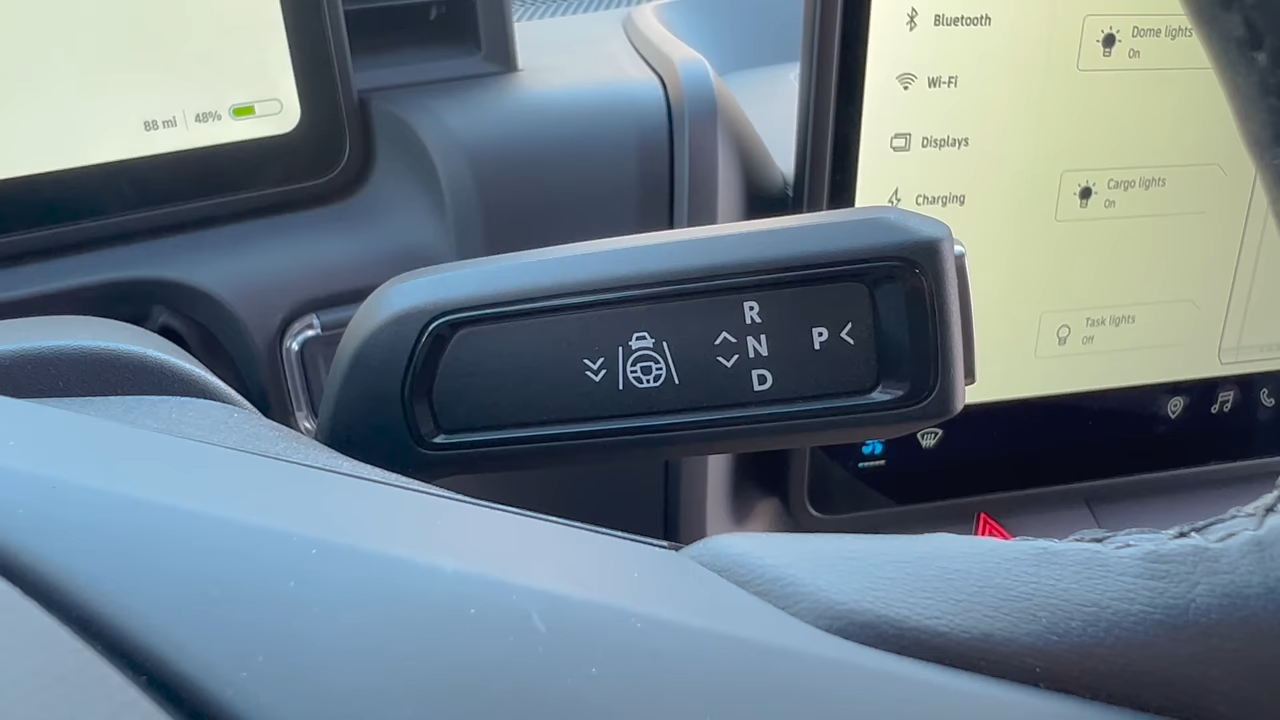 88 mi 48%
Bluetooth
Wi-Fi
Displays
Charging
Dome lights
On
Cargo lights
On
Task lights
Off
R
N
D
P